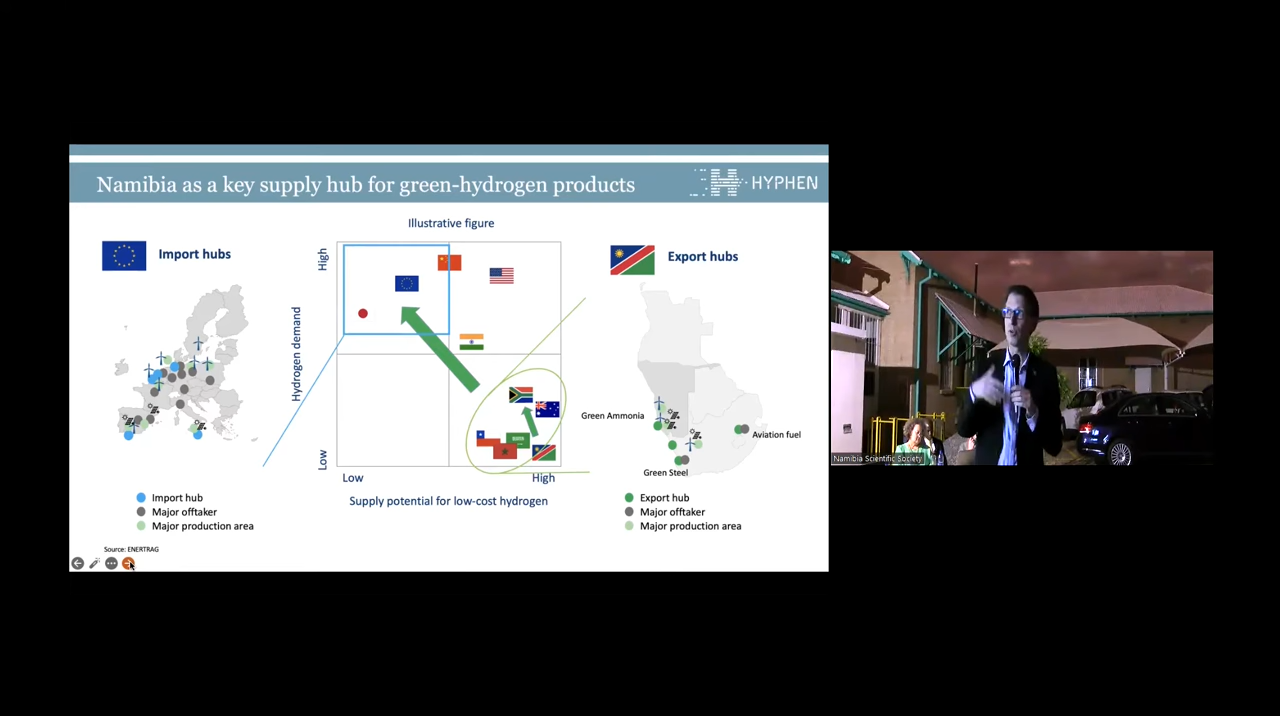 Namibia as a key supply hub for green-hydrogen products
HYPHEN
Illustrative figure
Import hubs
Export hubs
High
Hydrogen demand
Low
Low
High
Supply potential for low-cost hydrogen
Green Ammonia
Aviation fuel
Green Steel
Import hub
Major offtaker
Major production area
Export hub
Major offtaker
Major production area
Source: ENERTRAG
Namibia Scientific Society